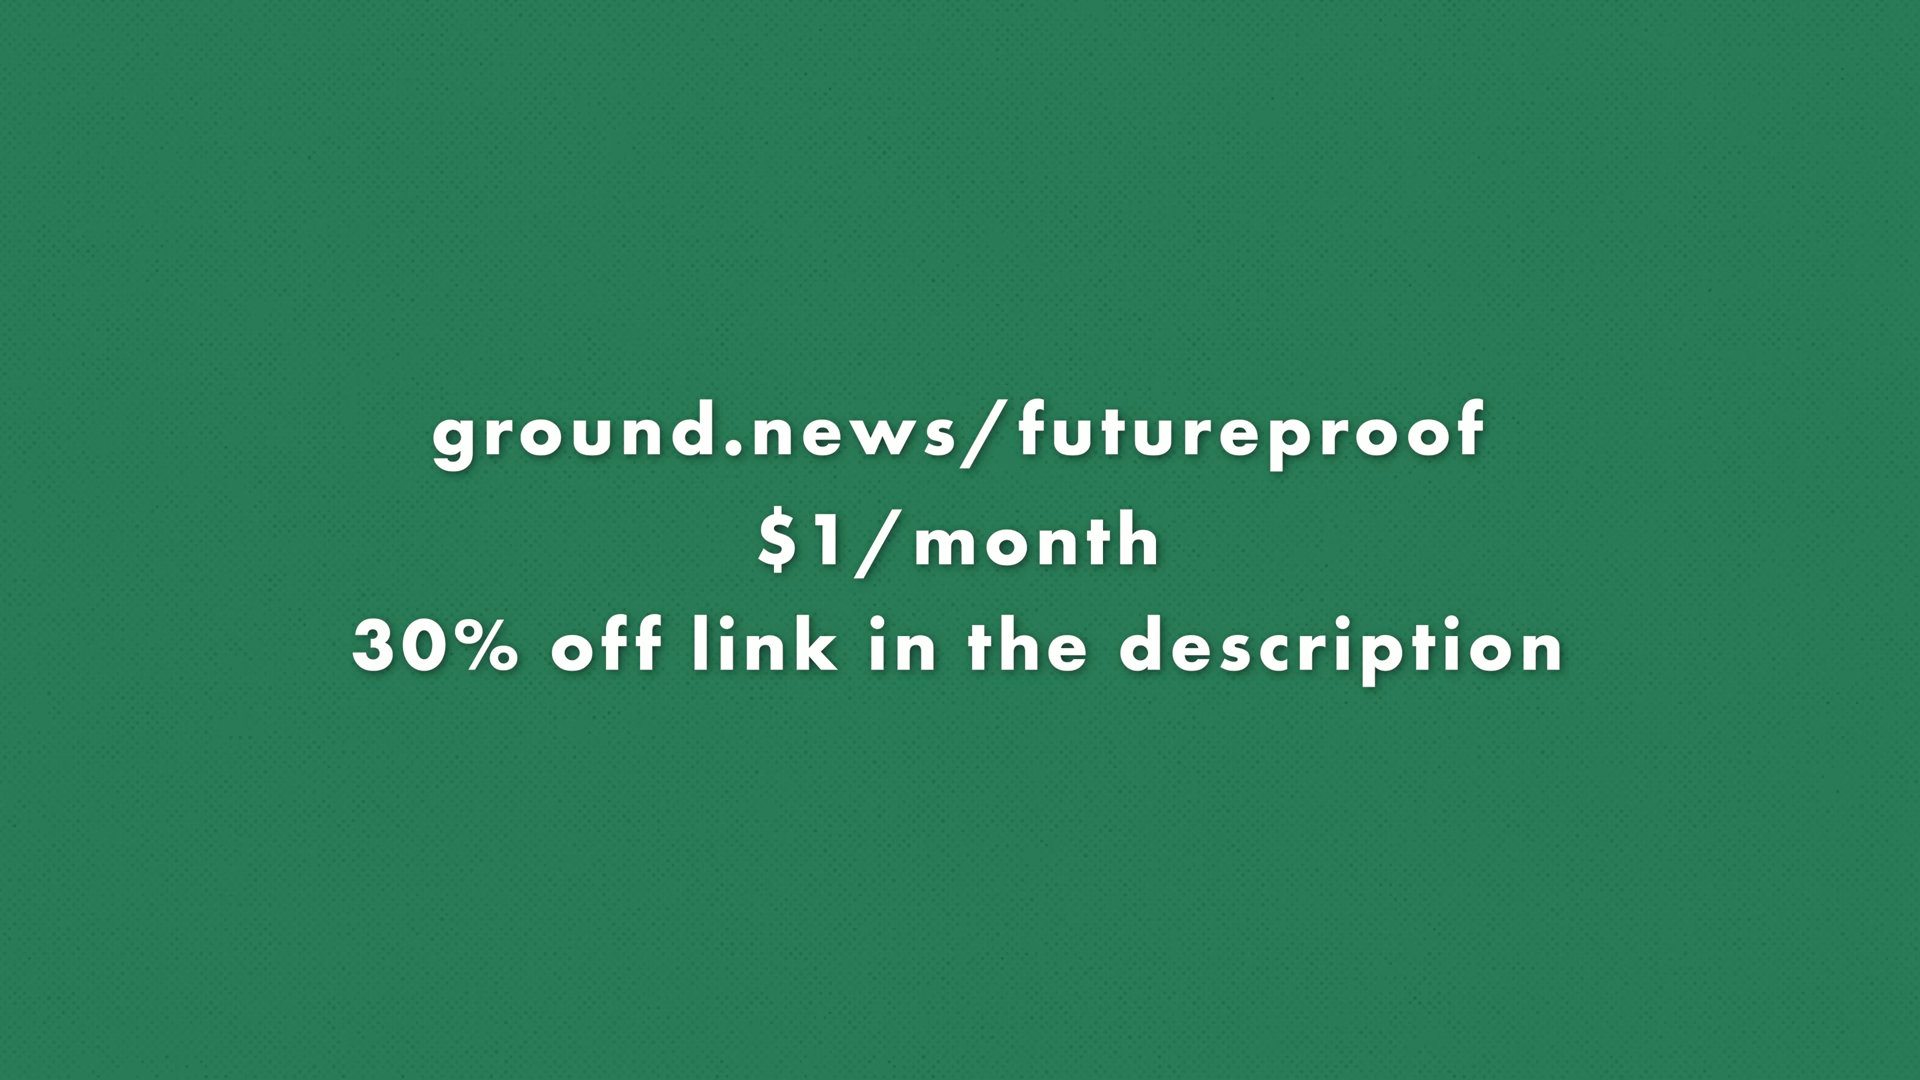 ground.news/futureproof
$1/month
30% off link in the description